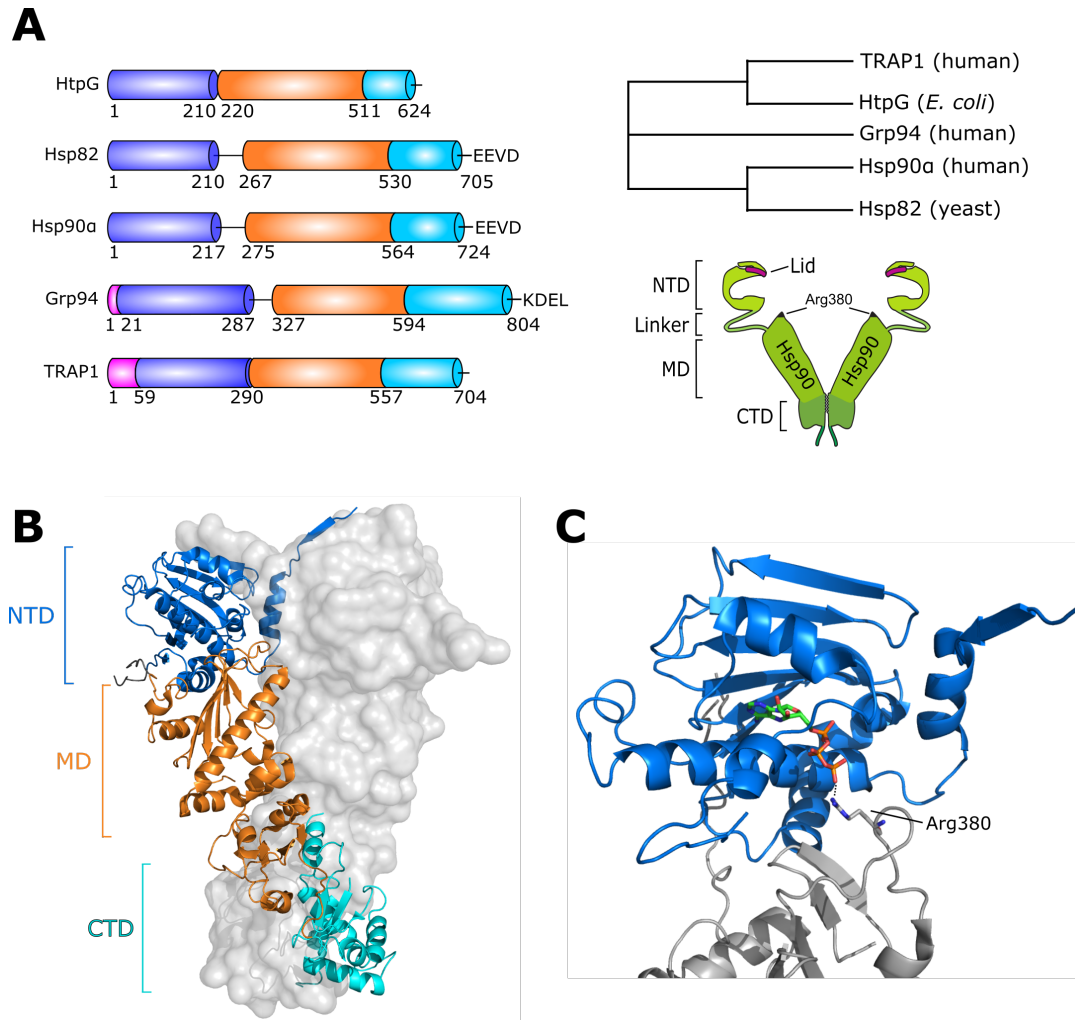 A
HtpG
1 210 220 511 624
Hsp82
EEVD
1 210 267 530 705
Hsp90α
EEVD
1 217 275 564 724
Grp94
KDEL
1 21 287 327 594 804
TRAP1
1 59 290 557 704
TRAP1 (human)
HtpG (E. coli)
Grp94 (human)
Hsp90α (human)
Hsp82 (yeast)
NTD
Lid
Linker
Arg380
MD
Hsp90
Hsp90
CTD
B
NTD
MD
CTD
C
Arg380